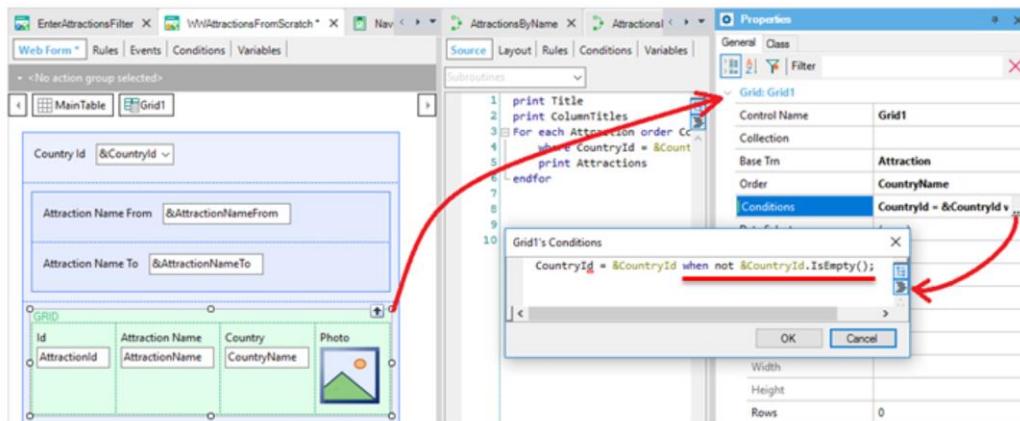 EnterAttractionsFilter X WWAttractionsFromScratch * X Nav
AttractionsByName X Attractions
Properties
Web Form * Rules Events Conditions Variables
Source Layout Rules Conditions Variables
General Class
<No action group selected>
Subroutines
Filter
MainTable Grid1
Grid: Grid1
Control Name Grid1
Collection
Base Trn Attraction
Order CountryName
Conditions CountryId = &CountryId w ...
1 print Title
2 print ColumnTitles
3 For each Attraction order Cc
4 where CountryId = &Count
5 print Attractions
6 endfor
7
8
9
10
Country Id &CountryId
Attraction Name From &AttractionNameFrom
Attraction Name To &AttractionNameTo
GRID
Id Attraction Name Country Photo
AttractionId AttractionName CountryName
Grid1's Conditions
CountryId = &CountryId when not &CountryId.IsEmpty();
OK Cancel
Width
Height
Rows 0